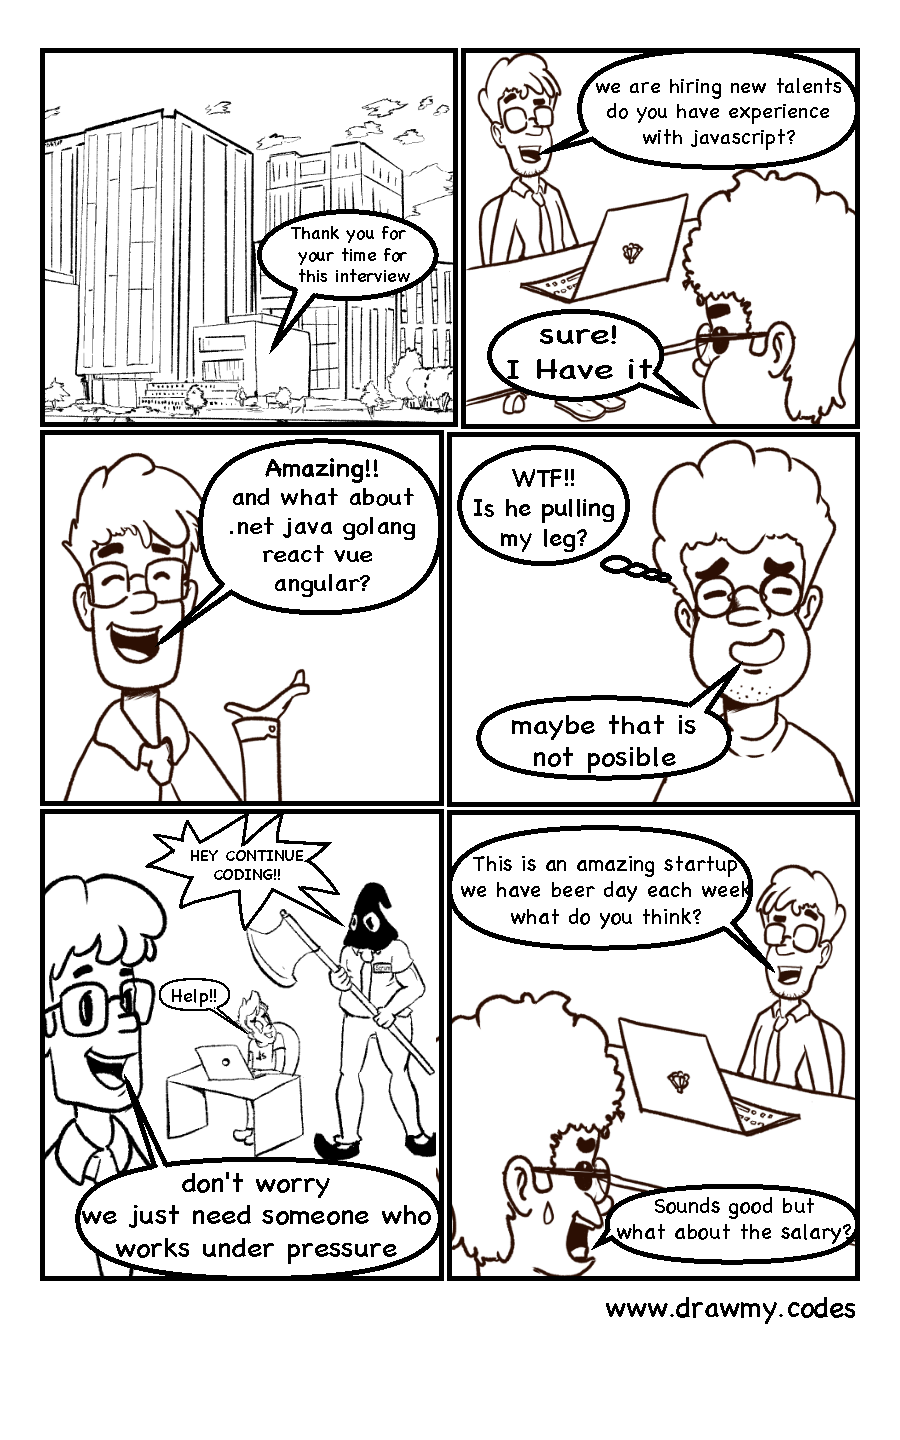 Thank you for
your time for
this interview
we are hiring new talents
do you have experience
with javascript?
sure!
I Have it
Amazing!!
and what about
.net java golang
react vue
angular?
WTF!!
Is he pulling
my leg?
maybe that is
not posible
HEY CONTINUE
CODING!!
Scrum
Help!!
JS
don't worry
we just need someone who
works under pressure
This is an amazing startup
we have beer day each week
what do you think?
Sounds good but
what about the salary?
www.drawmy.codes